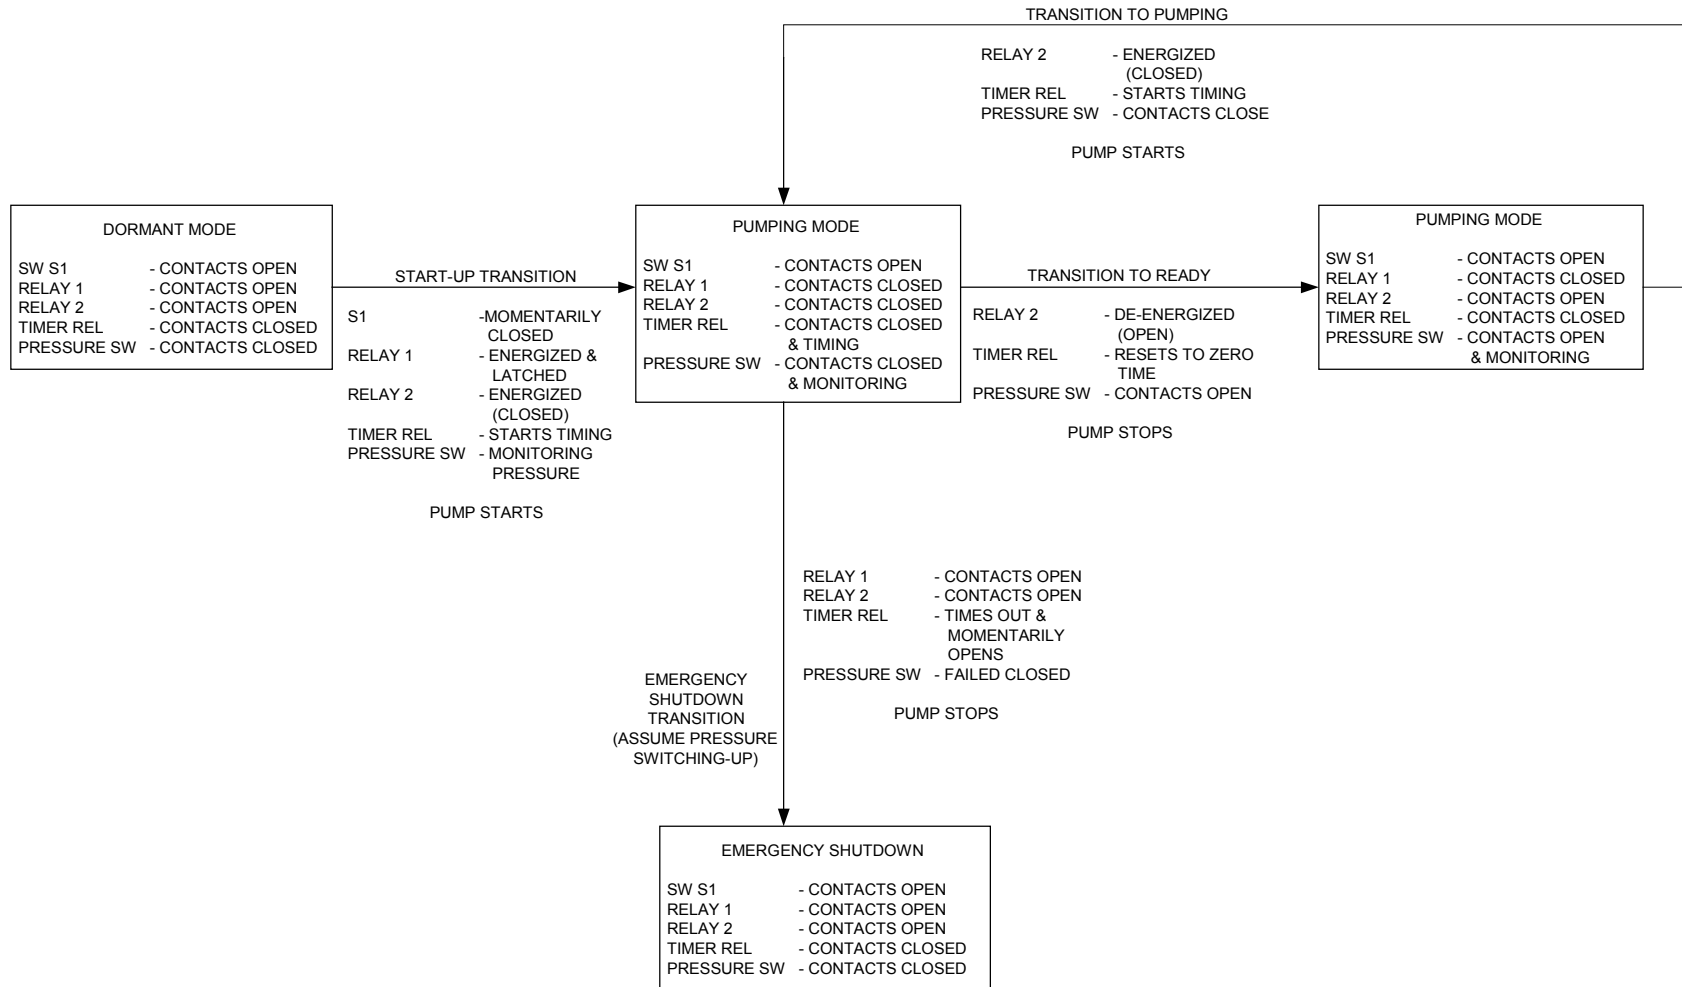 TRANSITION TO PUMPING
RELAY 2 - ENERGIZED
(CLOSED)
TIMER REL - STARTS TIMING
PRESSURE SW - CONTACTS CLOSE
PUMP STARTS
DORMANT MODE
SW S1 - CONTACTS OPEN
RELAY 1 - CONTACTS OPEN
RELAY 2 - CONTACTS OPEN
TIMER REL - CONTACTS CLOSED
PRESSURE SW - CONTACTS CLOSED
START-UP TRANSITION
S1 -MOMENTARILY
CLOSED
RELAY 1 - ENERGIZED &
LATCHED
RELAY 2 - ENERGIZED
(CLOSED)
TIMER REL - STARTS TIMING
PRESSURE SW - MONITORING
PRESSURE
PUMP STARTS
PUMPING MODE
SW S1 - CONTACTS OPEN
RELAY 1 - CONTACTS CLOSED
RELAY 2 - CONTACTS CLOSED
TIMER REL - CONTACTS CLOSED
& TIMING
PRESSURE SW - CONTACTS CLOSED
& MONITORING
TRANSITION TO READY
RELAY 2 - DE-ENERGIZED
(OPEN)
TIMER REL - RESETS TO ZERO
TIME
PRESSURE SW - CONTACTS OPEN
PUMP STOPS
PUMPING MODE
SW S1 - CONTACTS OPEN
RELAY 1 - CONTACTS CLOSED
RELAY 2 - CONTACTS OPEN
TIMER REL - CONTACTS CLOSED
PRESSURE SW - CONTACTS OPEN
& MONITORING
RELAY 1 - CONTACTS OPEN
RELAY 2 - CONTACTS OPEN
TIMER REL - TIMES OUT &
MOMENTARILY
OPENS
PRESSURE SW - FAILED CLOSED
PUMP STOPS
EMERGENCY
SHUTDOWN
TRANSITION
(ASSUME PRESSURE
SWITCHING-UP)
EMERGENCY SHUTDOWN
SW S1 - CONTACTS OPEN
RELAY 1 - CONTACTS OPEN
RELAY 2 - CONTACTS OPEN
TIMER REL - CONTACTS CLOSED
PRESSURE SW - CONTACTS CLOSED